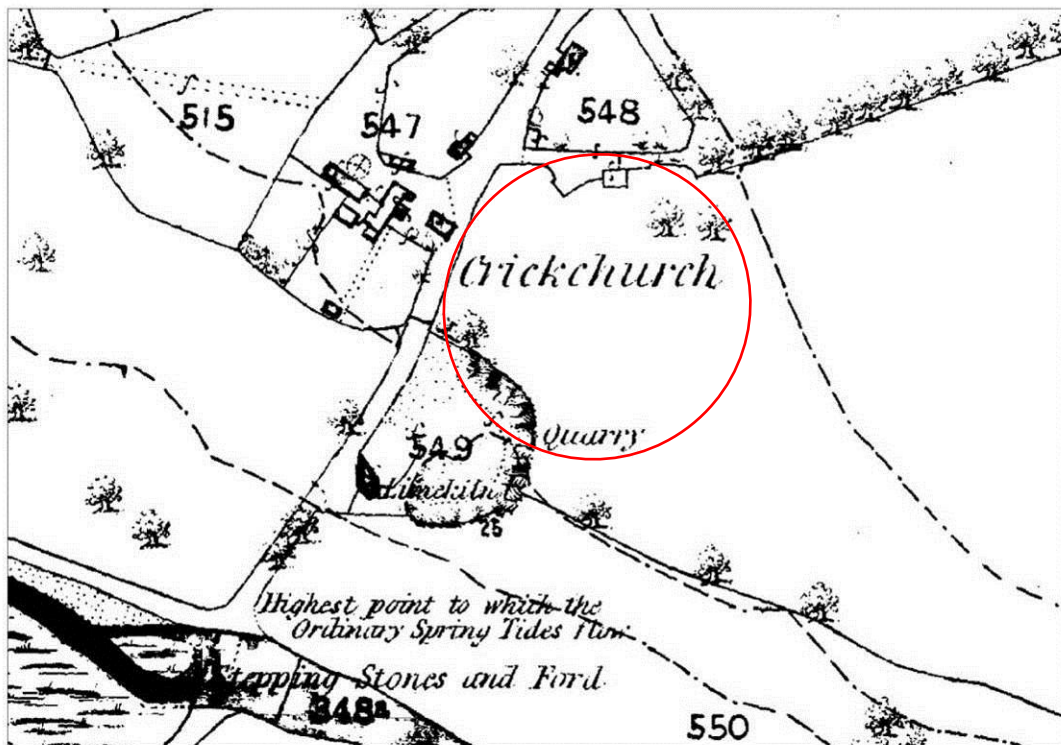 515
547
548
Crickchurch
Quarry
549
Limekiln
25
Highest point to which the
Ordinary Spring Tides flow
Stepping Stones and Ford
348a
550